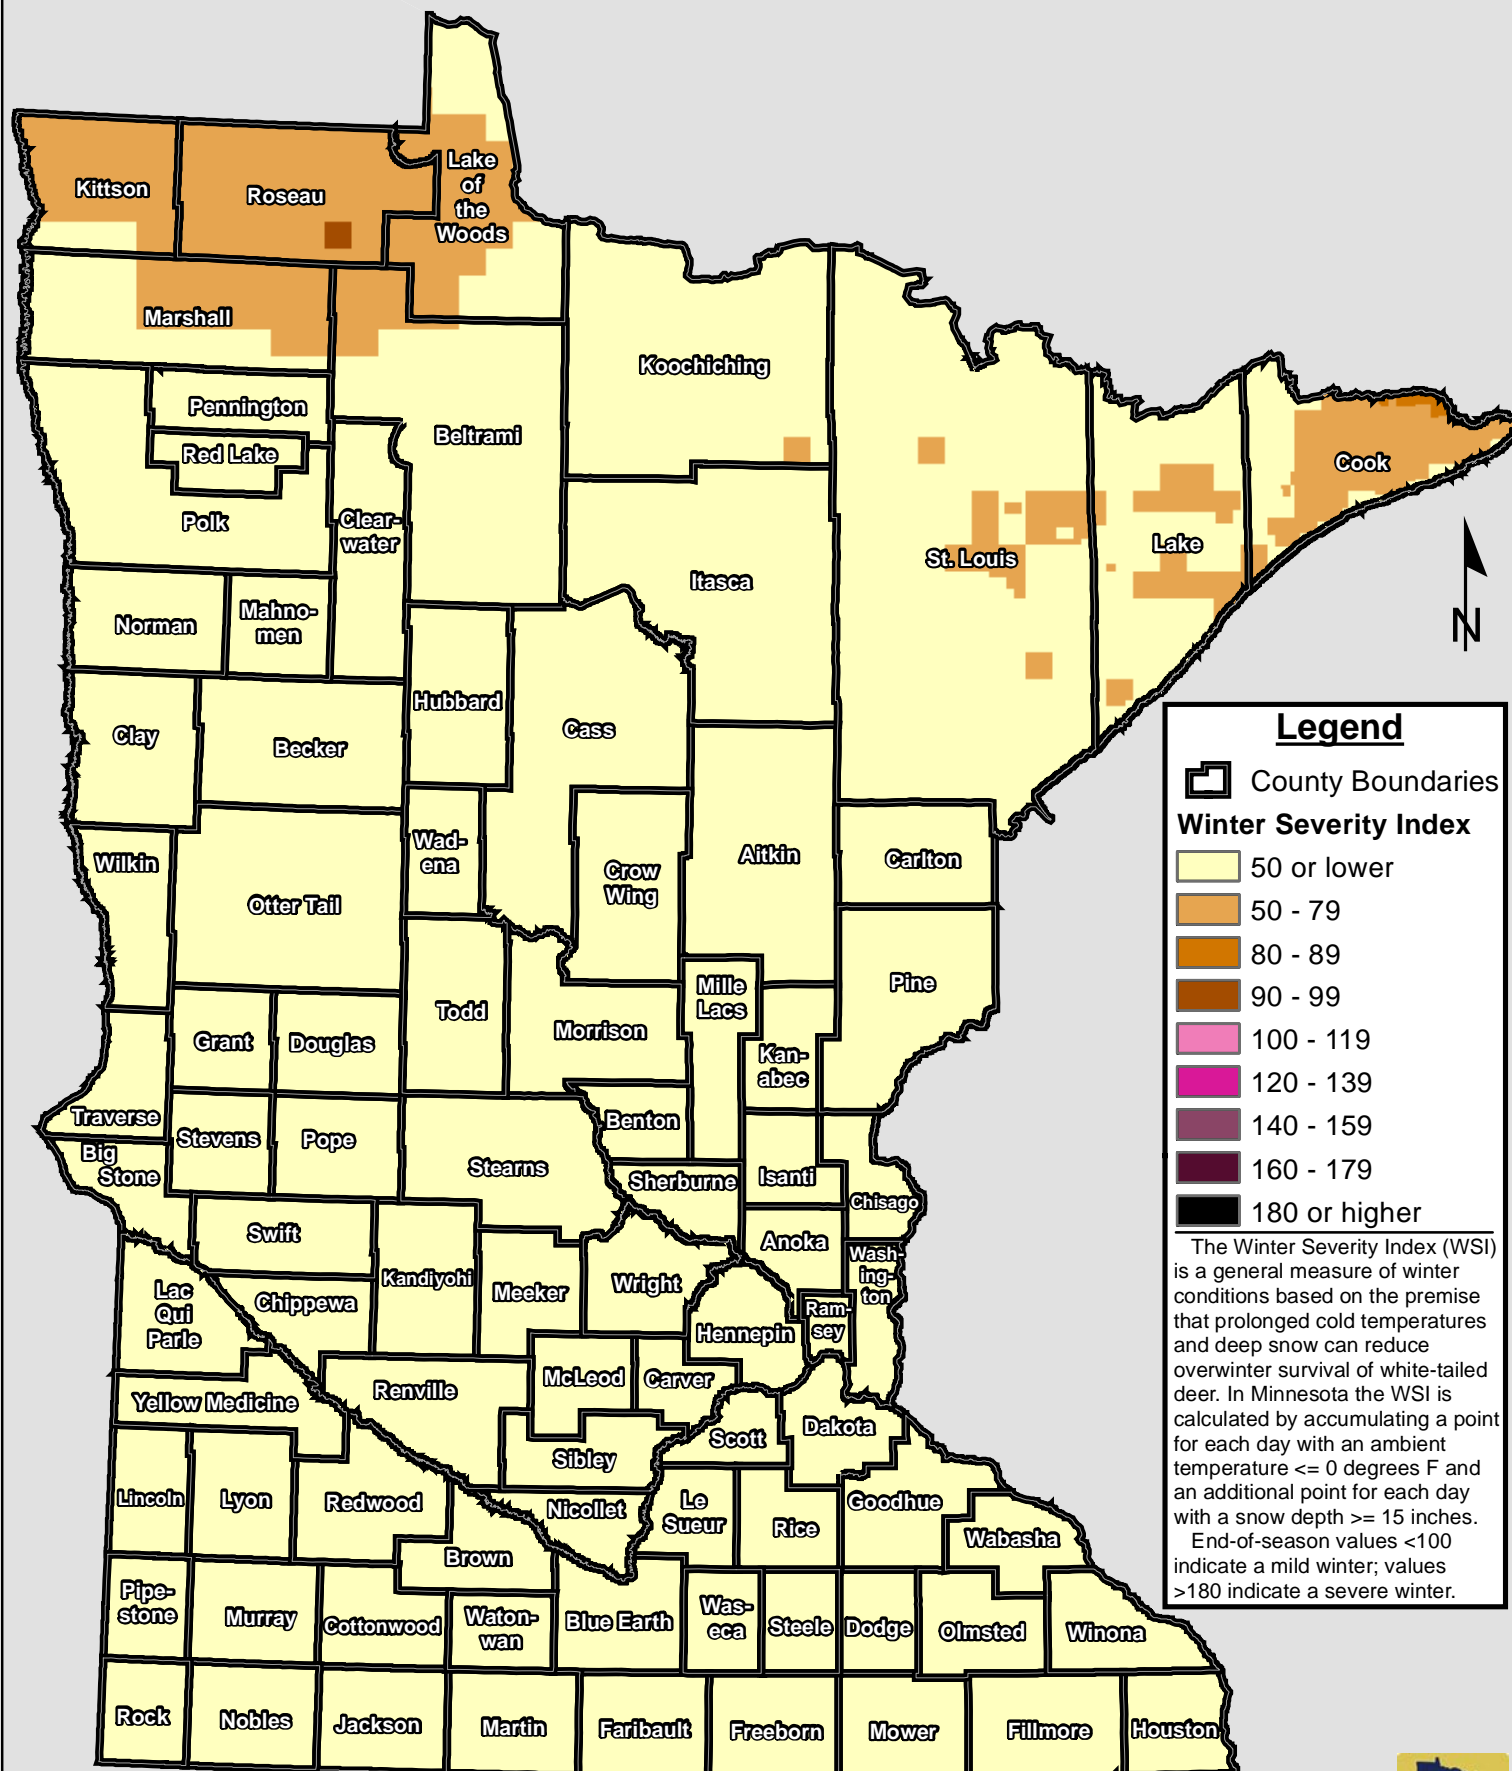 Kittson
Roseau
Lake
of
the
Woods
Marshall
Koochiching
Pennington
Beltrami
Red Lake
Cook
Polk
Clear-
water
St. Louis
Lake
Itasca
Norman
Mahno-
men
N
Hubbard
Cass
Clay
Becker
Wilkin
Wad-
ena
Crow
Wing
Aitkin
Carlton
Otter Tail
Pine
Mille
Lacs
Todd
Morrison
Grant
Douglas
Kan-
abec
Traverse
Stevens
Pope
Benton
Big
Stone
Stearns
Sherburne
Isanti
Chisago
Swift
Anoka
Wash-
ing-
ton
Kandiyohi
Meeker
Wright
Lac
Qui
Parle
Chippewa
Ram-
sey
Hennepin
McLeod
Carver
Renville
Yellow Medicine
Dakota
Scott
Sibley
Lincoln
Lyon
Redwood
Nicollet
Le
Sueur
Rice
Goodhue
Wabasha
Brown
Pipe-
stone
Murray
Cottonwood
Waton-
wan
Blue Earth
Was-
eca
Steele
Dodge
Olmsted
Winona
Rock
Nobles
Jackson
Martin
Faribault
Freeborn
Mower
Fillmore
Houston
Legend
County Boundaries
Winter Severity Index
50 or lower
50 - 79
80 - 89
90 - 99
100 - 119
120 - 139
140 - 159
160 - 179
180 or higher
The Winter Severity Index (WSI)
is a general measure of winter
conditions based on the premise
that prolonged cold temperatures
and deep snow can reduce
overwinter survival of white-tailed
deer. In Minnesota the WSI is
calculated by accumulating a point
for each day with an ambient
temperature <= 0 degrees F and
an additional point for each day
with a snow depth >= 15 inches.
End-of-season values <100
indicate a mild winter; values
>180 indicate a severe winter.